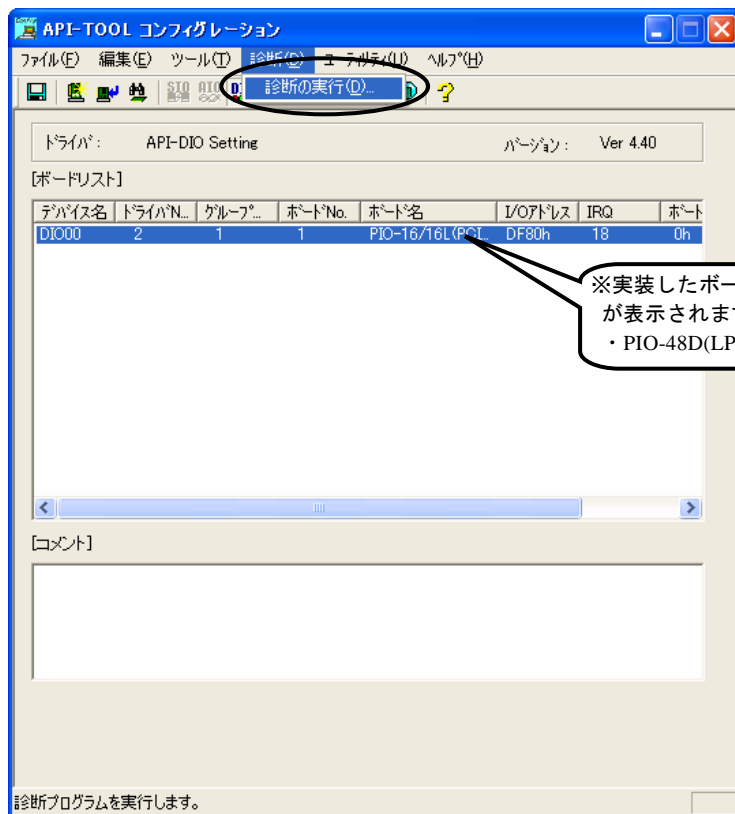 API-TOOL コンフィグレーション
ファイル(F) 編集(E) ツール(T) 診断(D) ユーティリティ(U) ヘルプ(H)
診断の実行(D)...
ドライバ: API-DIO Setting バージョン: Ver 4.40
[ボードリスト]
デバイス名 ドライバN... グループ... ボードNo. ボード名 I/Oアドレス IRQ ボート
DIO00 2 1 1 PIO-16/16L(PCI... DF80h 18 0h
※実装したボー
が表示されま
・PIO-48D(LP
[コメント]
診断プログラムを実行します。